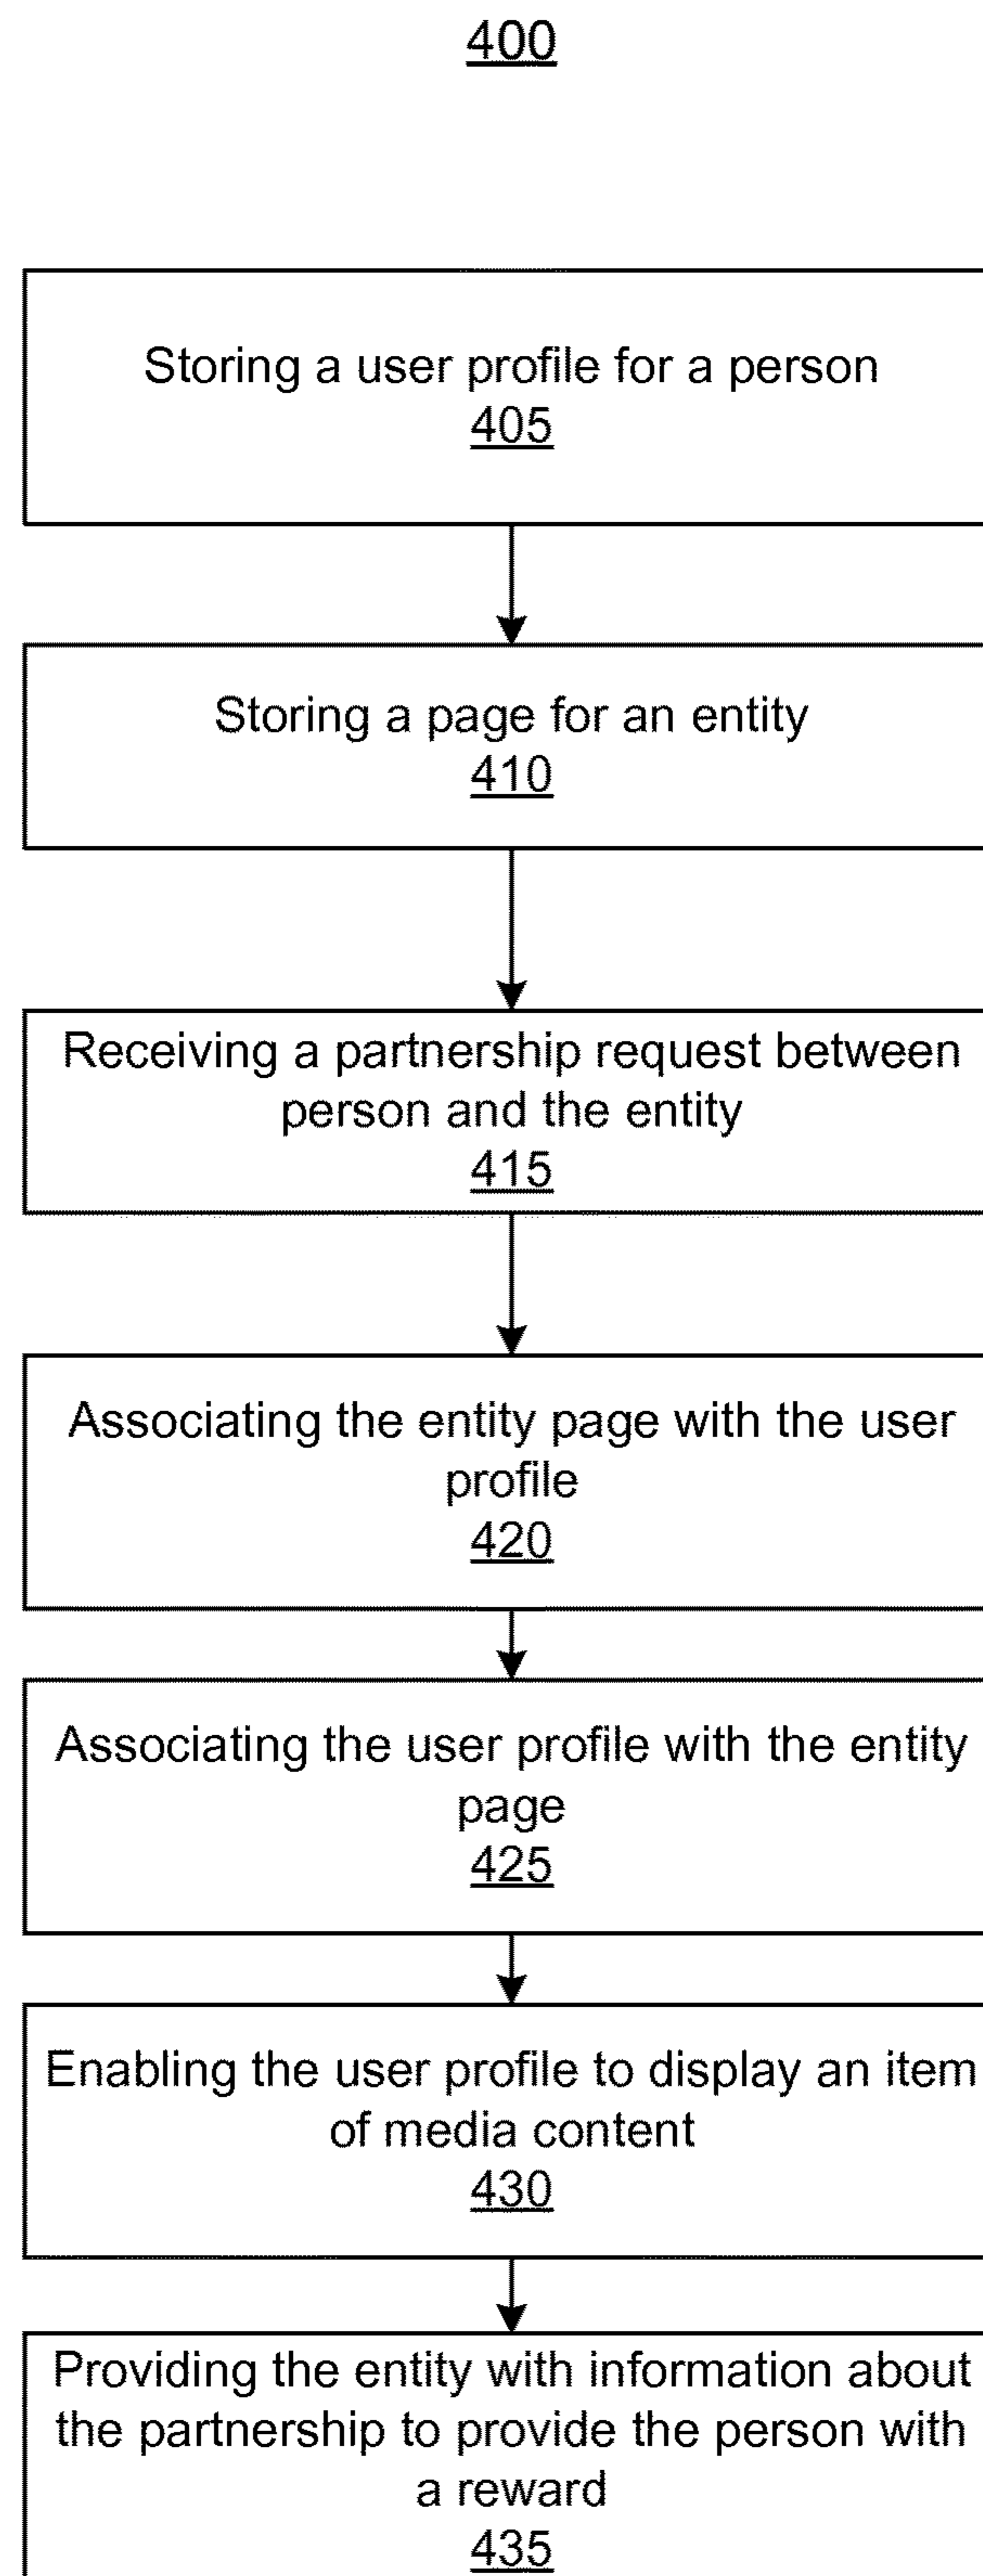 400
Storing a user profile for a person
405
Storing a page for an entity
410
Receiving a partnership request between
person and the entity
415
Associating the entity page with the user
profile
420
Associating the user profile with the entity
page
425
Enabling the user profile to display an item
of media content
430
Providing the entity with information about
the partnership to provide the person with
a reward
435